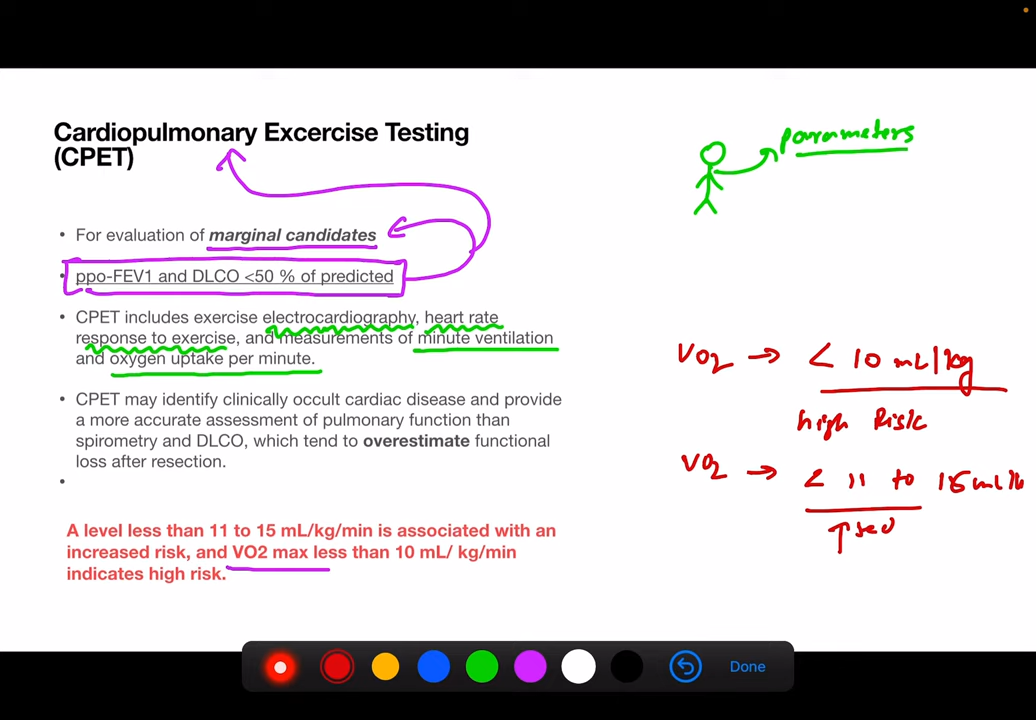 Cardiopulmonary Excercise Testing
(CPET)
parameters
• For evaluation of marginal candidates
• ppo-FEV1 and DLCO <50 % of predicted
• CPET includes exercise electrocardiography, heart rate
response to exercise, and measurements of minute ventilation
and oxygen uptake per minute.
• CPET may identify clinically occult cardiac disease and provide
a more accurate assessment of pulmonary function than
spirometry and DLCO, which tend to overestimate functional
loss after resection.
•
A level less than 11 to 15 mL/kg/min is associated with an
increased risk, and VO2 max less than 10 mL/ kg/min
indicates high risk.
VO2 → < 10 mL/kg
high Risk
VO2 → < 11 to 15 mL/k
↑sed
Done